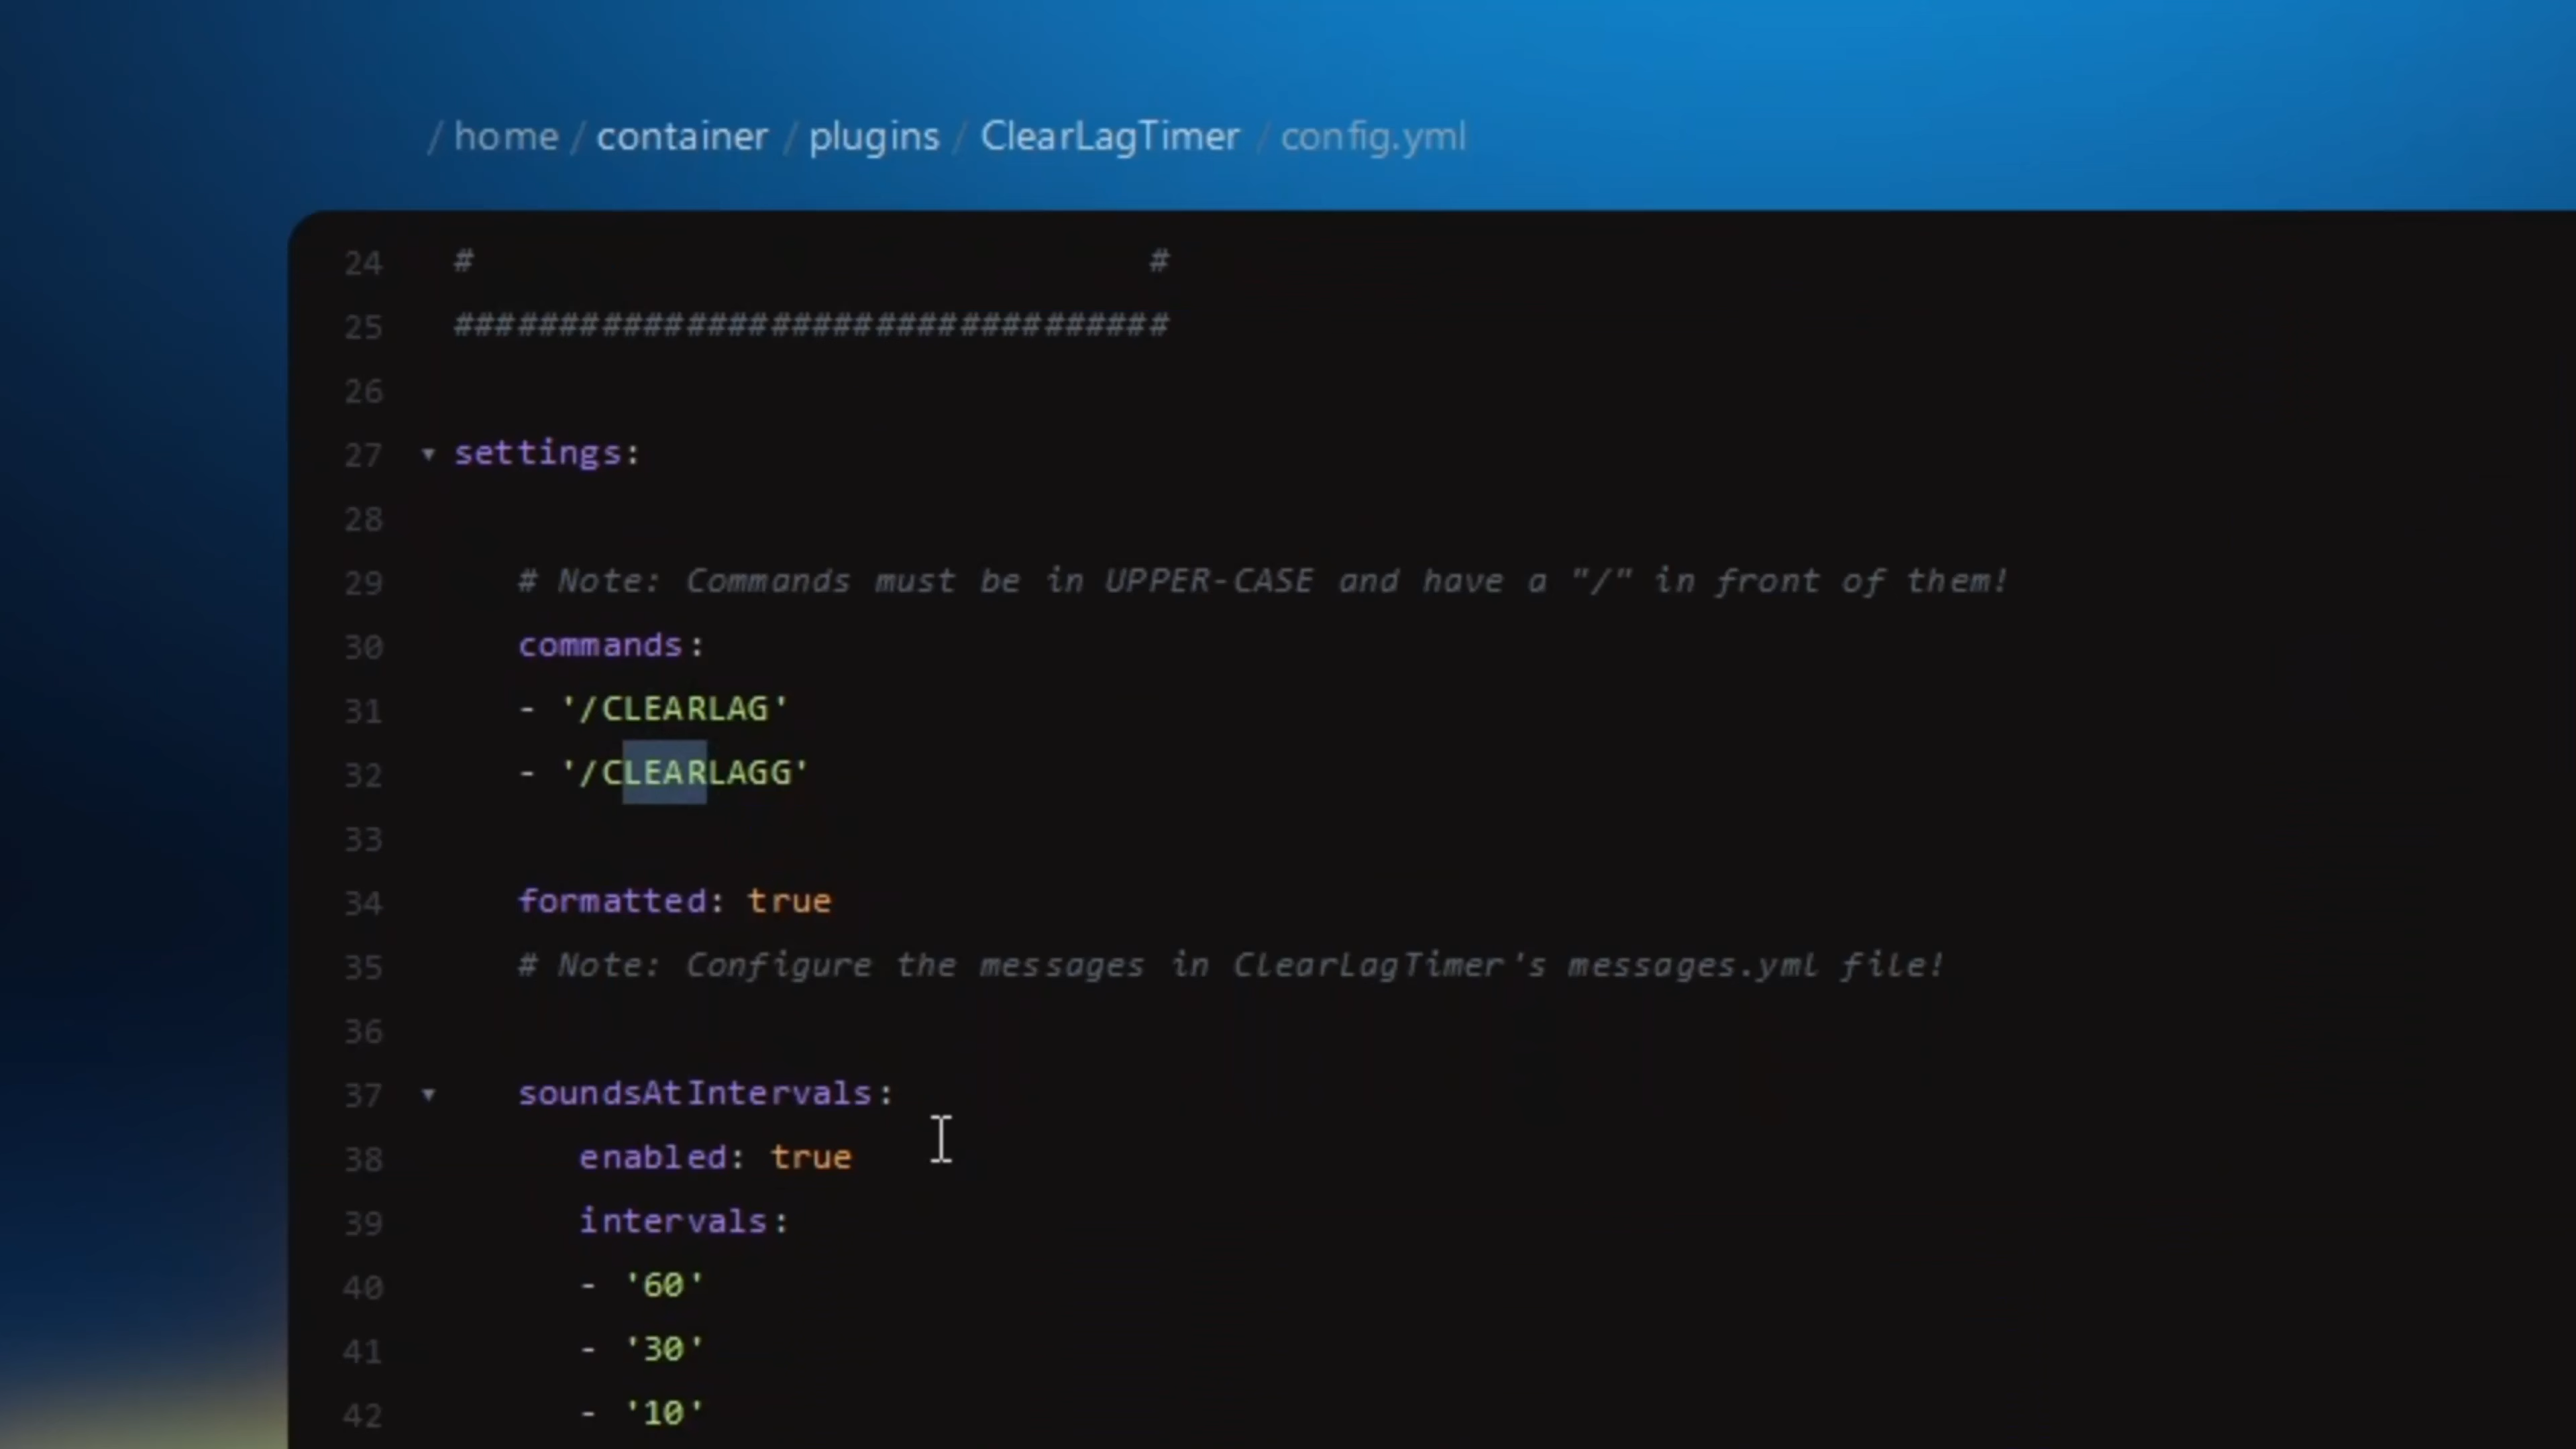 / home / container / plugins / ClearLagTimer / config.yml
24 # #
25 ##################################
26
27 ▾ settings:
28
29 # Note: Commands must be in UPPER-CASE and have a "/" in front of them!
30 commands:
31 - '/CLEARLAG'
32 - '/CLEARLAGG'
33
34 formatted: true
35 # Note: Configure the messages in ClearLagTimer's messages.yml file!
36
37 ▾ soundsAtIntervals:
38 enabled: true
39 intervals:
40 - '60'
41 - '30'
42 - '10'